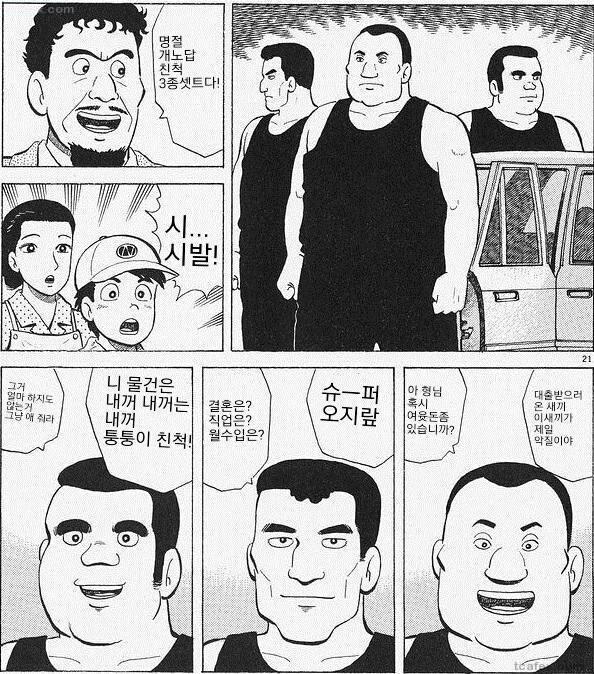 명절
개노답
친척
3종셋트다!
시...
시발!
21
그거
얼마 하지도
않는거
그냥 얘 줘라
니 물건은
내꺼 내꺼는
내꺼
퉁퉁이 친척!
결혼은?
직업은?
월수입은?
슈ー퍼
오지랖
아 형님
혹시
여윳돈좀
있습니까?
대출받으러
온 새끼
이새끼가
제일
악질이야